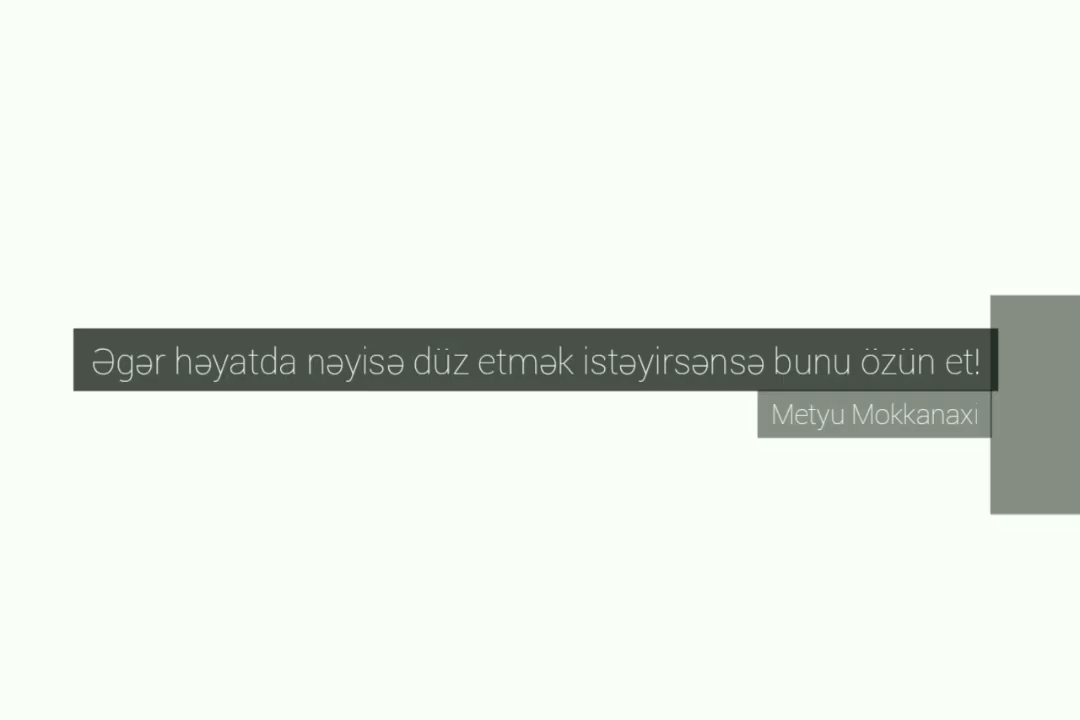 Əgər həyatda nəyisə düz etmək istəyirsənsə bunu özün et!
Metyu Mokkanaxi